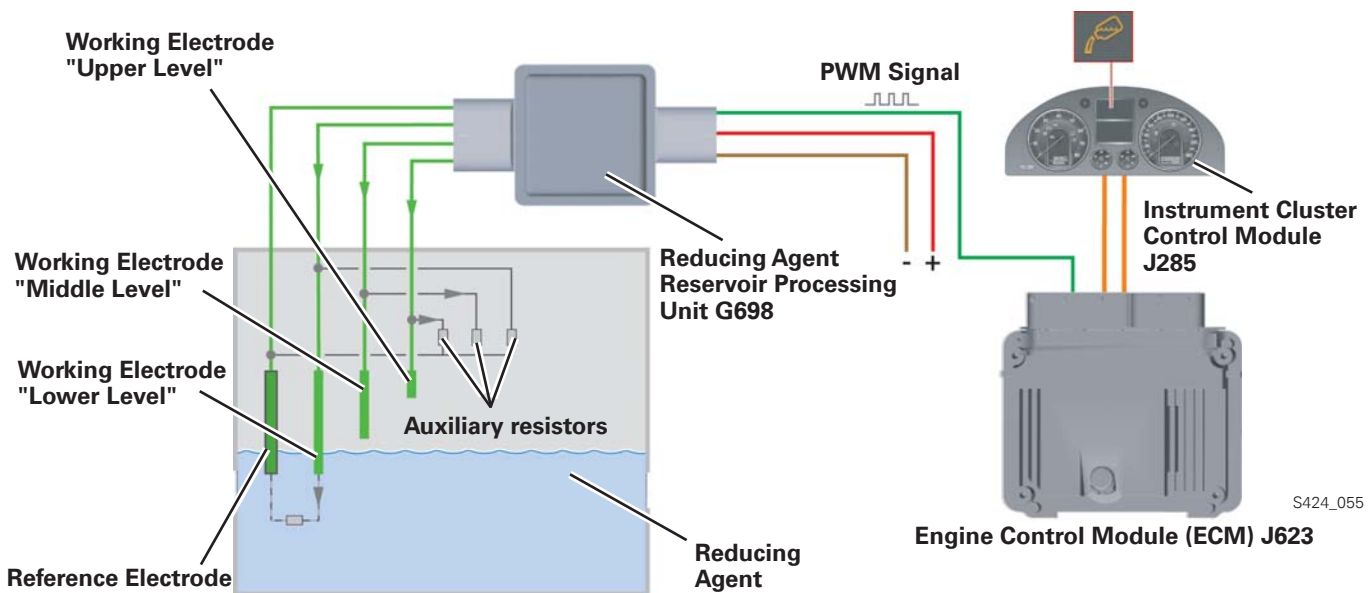 Working Electrode
"Upper Level"
PWM Signal
Working Electrode
"Middle Level"
Reducing Agent
Reservoir Processing
Unit G698
- +
Instrument Cluster
Control Module
J285
Working Electrode
"Lower Level"
Auxiliary resistors
S424_055
Engine Control Module (ECM) J623
Reference Electrode
Reducing
Agent